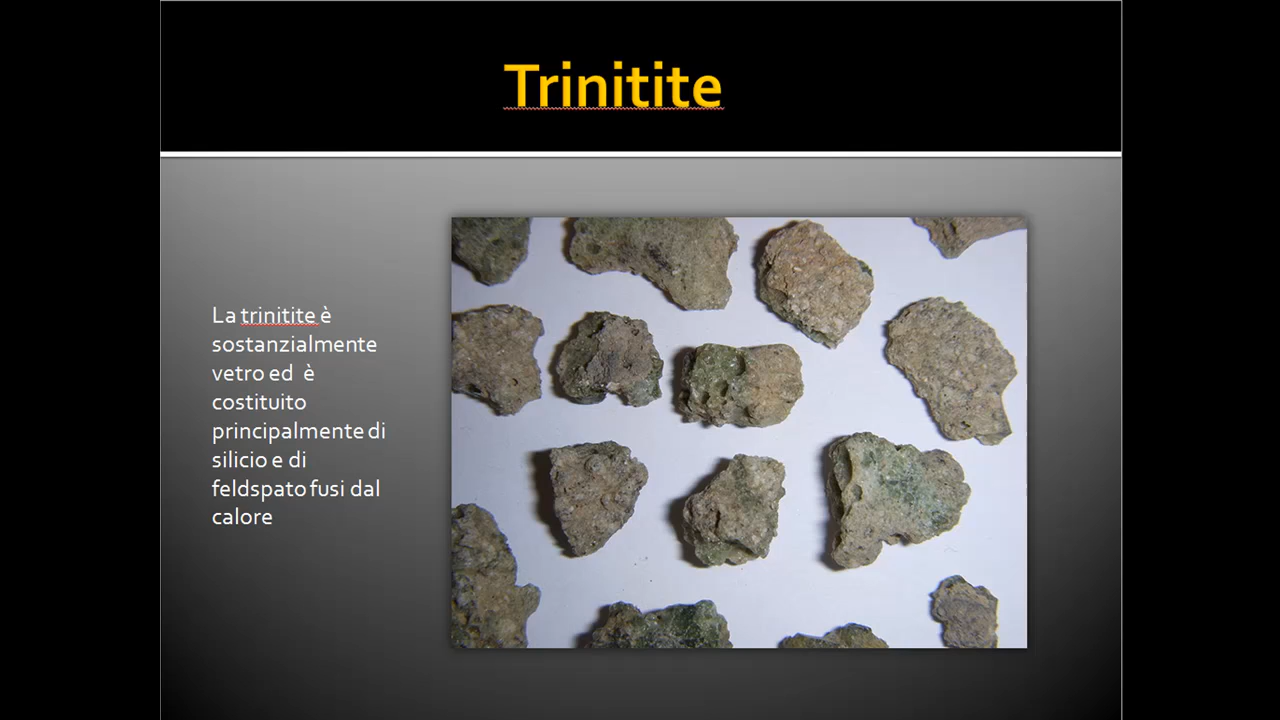 Trinitite
La trinitite è
sostanzialmente
vetro ed è
costituito
principalmente di
silicio e di
feldspato fusi dal
calore